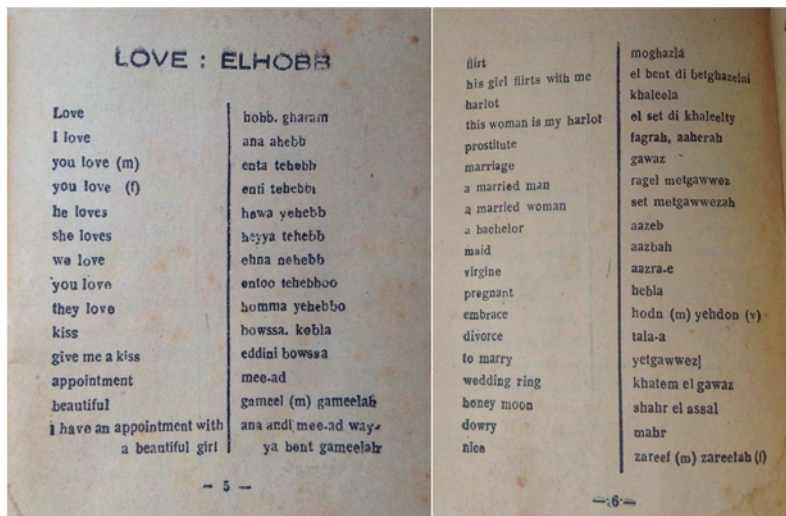 LOVE : ELHOBB
Love hobb. gharam
I love ana ahebb
you love (m) enta tehebb
you love (f) enti tehebbi
he loves howa yehebb
she loves heyya tehebb
we love ehna nehebb
you love entoo tehebboo
they love homma yehebbo
kiss bowssa. kobla
give me a kiss eddini bowssa
appointment mee-ad
beautiful gameel (m) gameelah
i have an appointment with ana andi mee-ad way-
a beautiful girl ya bent gameelah
— 5 —
flirt moghazla
his girl flirts with me el bent di betghazelni
harlot khaleela
this woman is my harlot el set di khaleelty
prostitute fagrah, aaherah
marriage gawaz
a married man ragel metgawwez
a married woman set metgawwezah
a bachelor aazeb
maid aazbah
virgine aazra.e
pregnant hebla
embrace hodn (m) yehdon (v)
divorce tala-a
to marry yetgawwez]
wedding ring khatem el gawaz
honey moon shahr el assal
dowry mahr
nice zareef (m) zareefah (f)
— 6 —